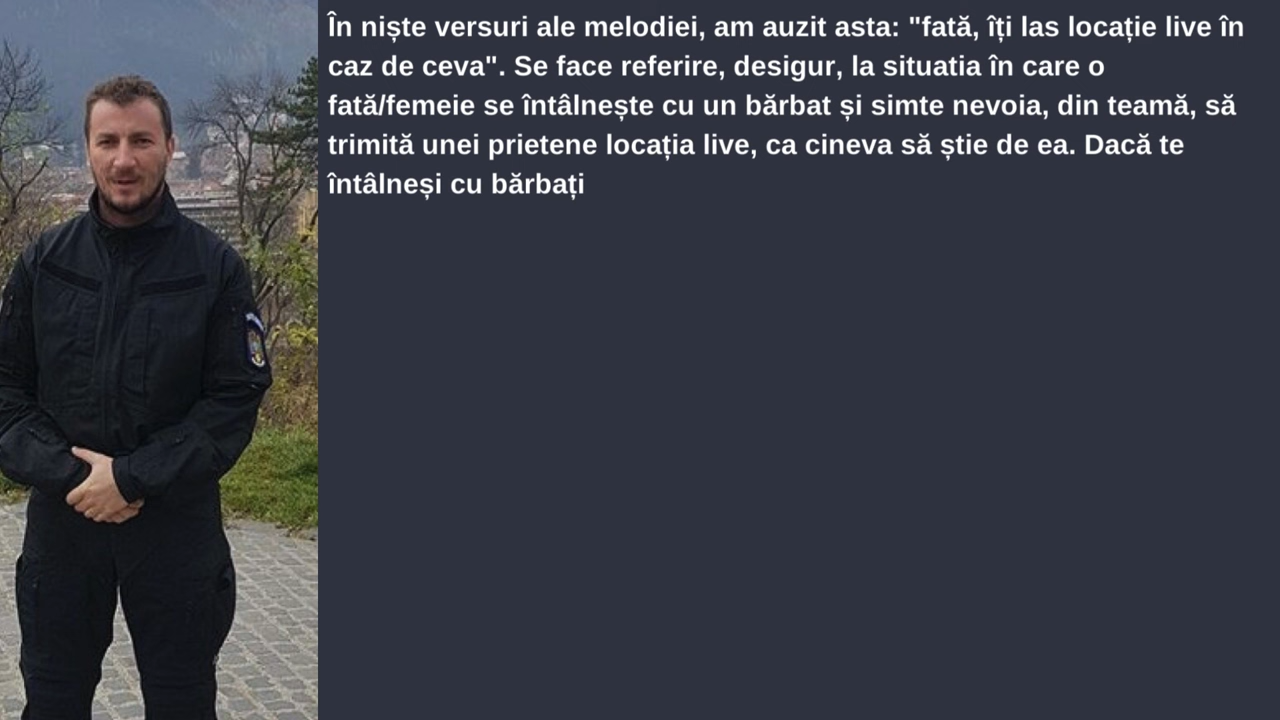 În niște versuri ale melodiei, am auzit asta: "fată, îți las locație live în
caz de ceva". Se face referire, desigur, la situatia în care o
fată/femeie se întâlnește cu un bărbat și simte nevoia, din teamă, să
trimită unei prietene locația live, ca cineva să știe de ea. Dacă te
întâlneși cu bărbați